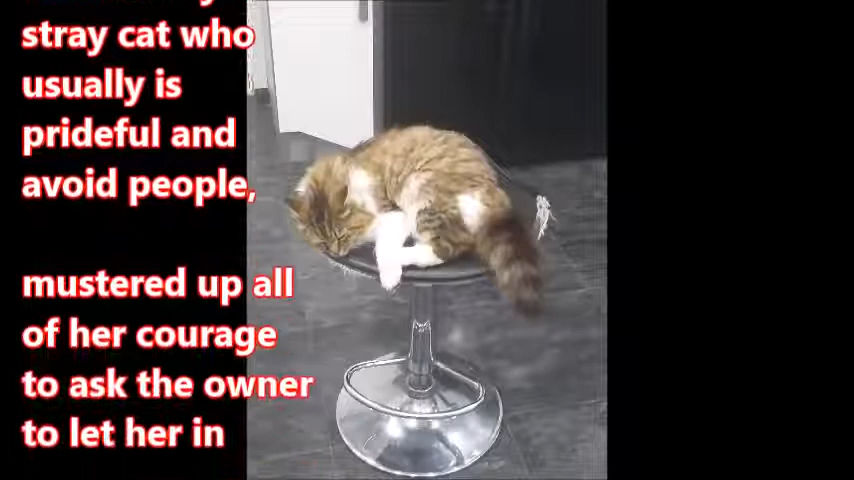 stray cat who
usually is
prideful and
avoid people,
mustered up all
of her courage
to ask the owner
to let her in